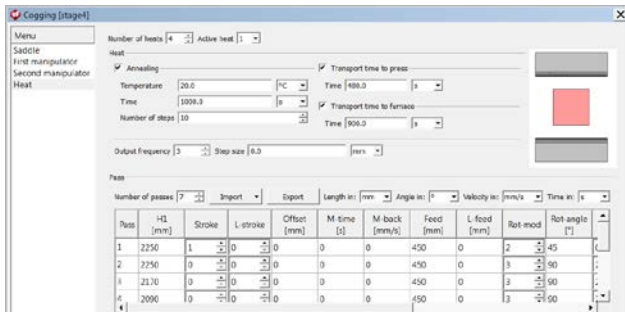 Cogging [stage4]
Menu
Saddle
First manipulator
Second manipulator
Heat
Number of heats 4 Active heat 1
Heat
Annealing
Temperature 20.0 °C
Time 1000.0 s
Number of steps 10
Transport time to press
Time 480.0 s
Transport time to furnace
Time 900.0 s
Output frequency 3 Step size 0.0 mm
Pass
Number of passes 7 Import Export Length in: mm Angle in: ° Velocity in: mm/s Time in: s
Pass H1 [mm] Stroke L-stroke Offset [mm] M-time [s] M-back [mm/s] Feed [mm] L-feed [mm] Rot-mod Rot-angle [°]
1 2250 1 0 0 0 0 450 0 2 45
2 2250 0 0 0 0 0 450 0 3 90
3 2170 0 0 0 0 0 450 0 3 90
4 2090 0 0 0 0 0 450 0 3 90